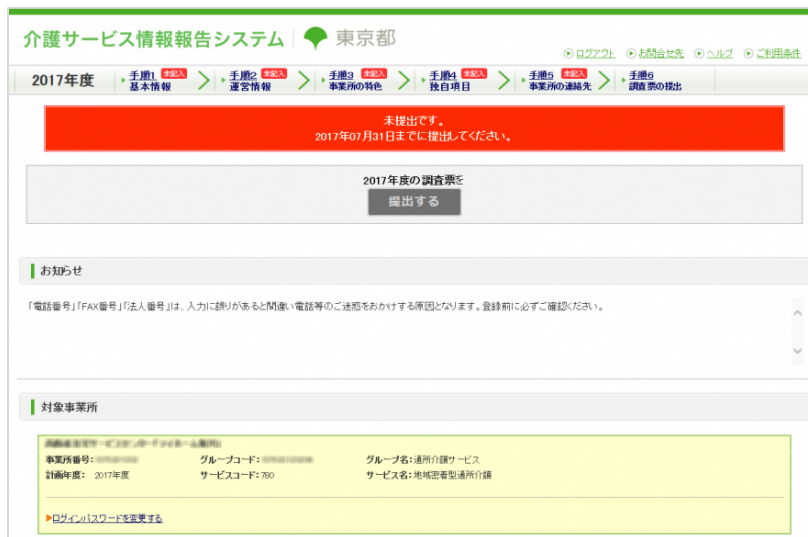 介護サービス情報報告システム 東京都
ログアウト お問合せ先 ヘルプ ご利用条件
2017年度 手順1 未記入 手順2 未記入 手順3 未記入 手順4 未記入 手順5 未記入 手順6
基本情報 運営情報 事業所の特色 独自項目 事業所の連絡先 調査票の提出
未提出です。
2017年07月31日までに提出してください。
2017年度の調査票を
提出する
お知らせ
「電話番号」「FAX番号」「法人番号」は、入力に誤りがあると間違い電話等のご迷惑をおかけする原因となります。登録前に必ずご確認ください。
対象事業所
事業所番号: グループコード: グループ名:通所介護サービス
計画年度: 2017年度 サービスコード:780 サービス名:地域密着型通所介護
ログインパスワードを変更する